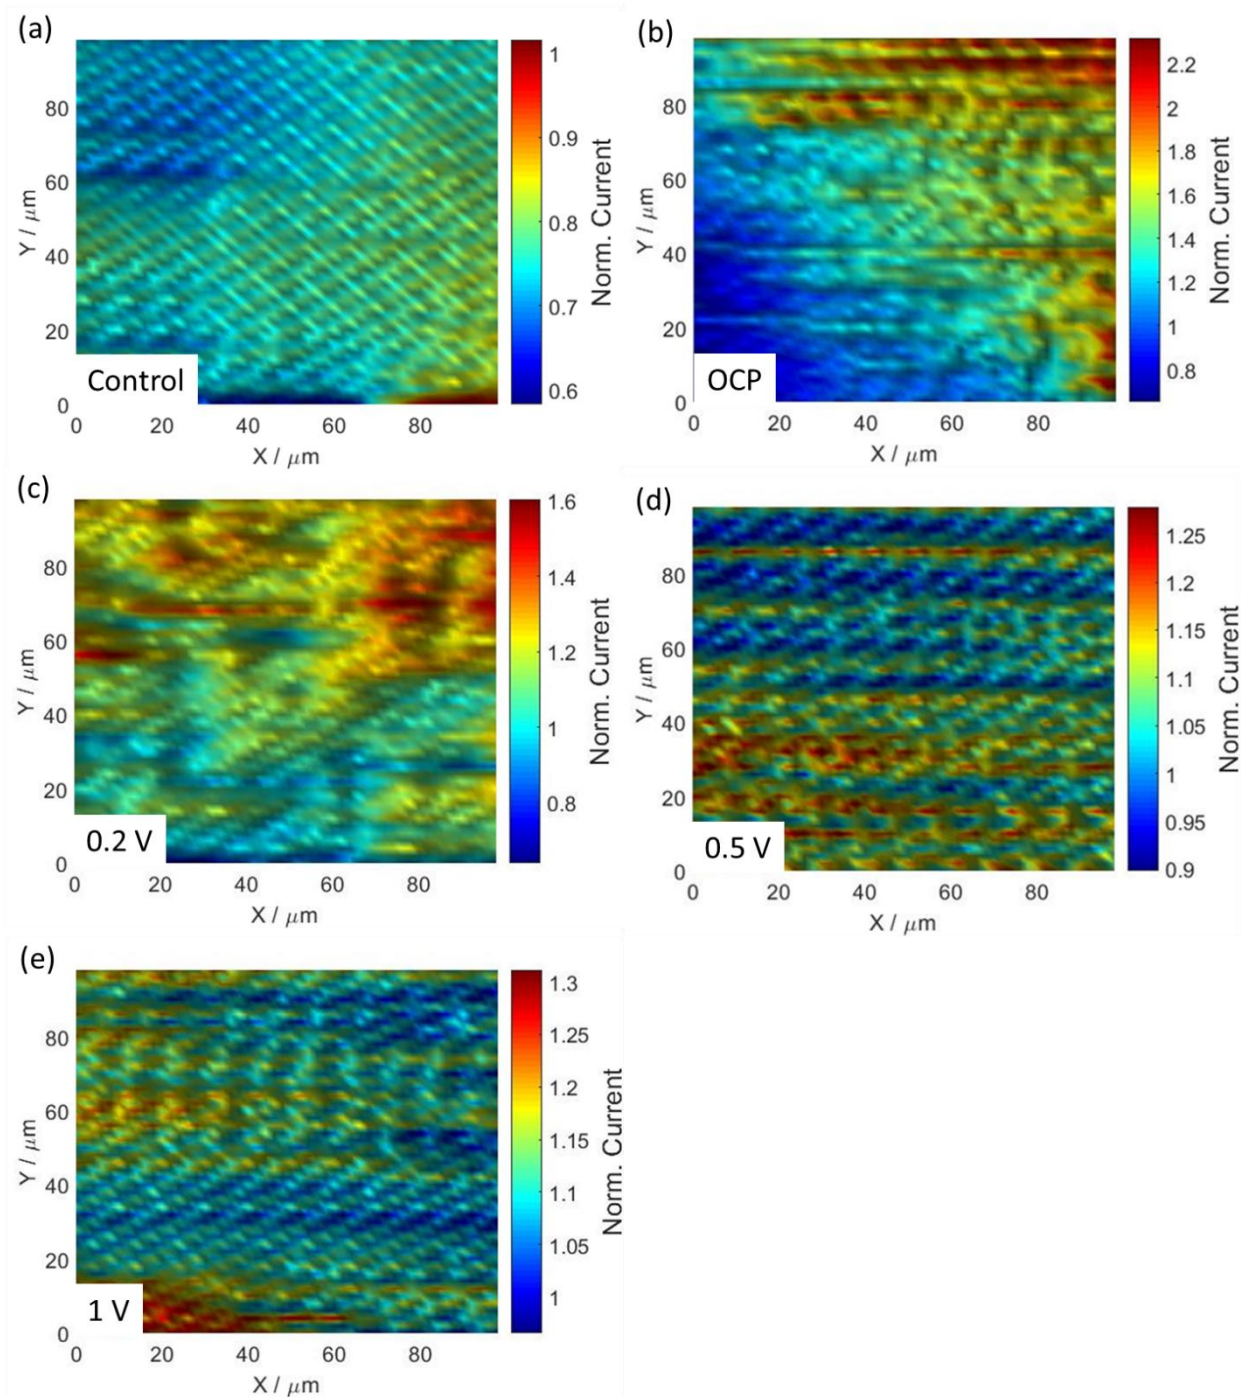 (a)
1
0.9
0.8
0.7
0.6
Norm. Current
80
60
40
20
0
Y / μm
Control
0 20 40 60 80
X / μm
(b)
2.2
2
1.8
1.6
1.4
1.2
1
0.8
Norm. Current
80
60
40
20
0
Y / μm
OCP
0 20 40 60 80
X / μm
(c)
1.6
1.4
1.2
1
0.8
Norm. Current
80
60
40
20
0
Y / μm
0.2 V
0 20 40 60 80
X / μm
(d)
1.25
1.2
1.15
1.1
1.05
1
0.95
0.9
Norm. Current
80
60
40
20
0
Y / μm
0.5 V
0 20 40 60 80
X / μm
(e)
1.3
1.25
1.2
1.15
1.1
1.05
1
Norm. Current
80
60
40
20
0
Y / μm
1 V
0 20 40 60 80
X / μm